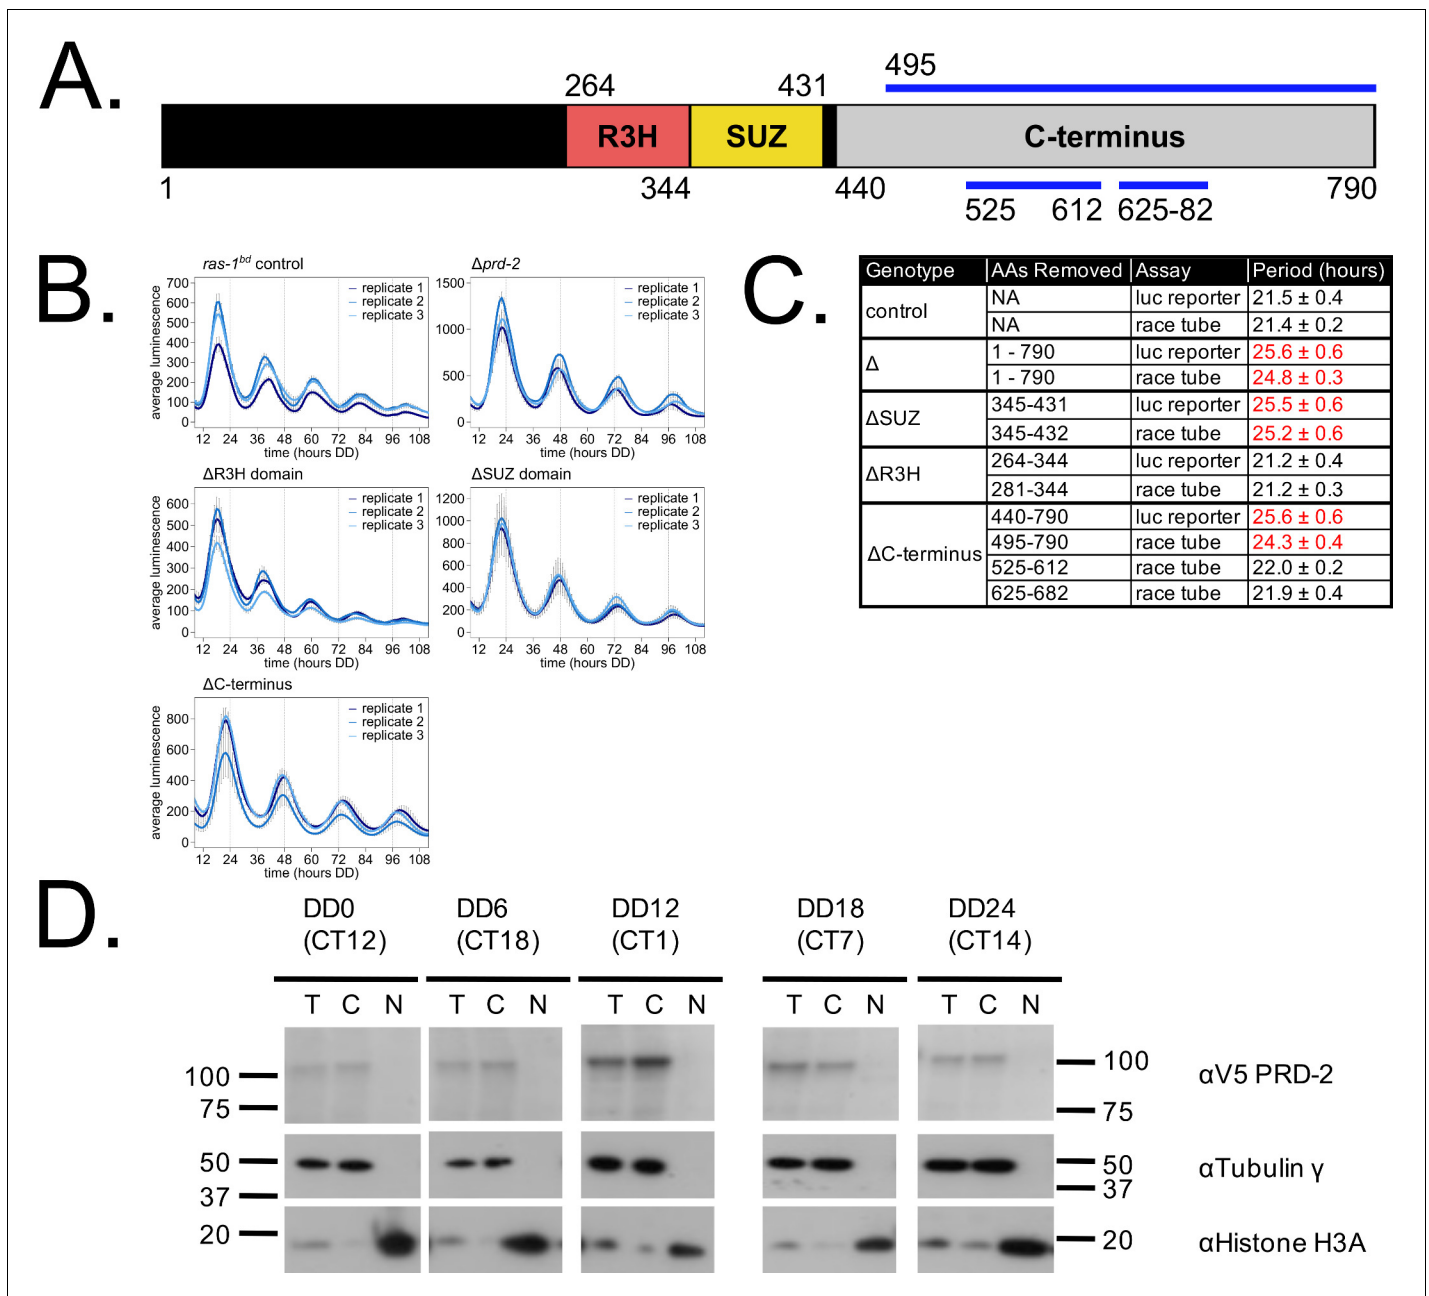 A.
264 431 495
R3H SUZ C-terminus
1 344 440 790
525 612 625-82
B.
ras-1bd control
average luminescence
700
600
500
400
300
200
100
0
replicate 1
replicate 2
replicate 3
12 24 36 48 60 72 84 96 108
time (hours DD)
Δprd-2
1500
1000
500
0
replicate 1
replicate 2
replicate 3
12 24 36 48 60 72 84 96 108
time (hours DD)
ΔR3H domain
average luminescence
600
500
400
300
200
100
0
replicate 1
replicate 2
replicate 3
12 24 36 48 60 72 84 96 108
time (hours DD)
ΔSUZ domain
1200
1000
800
600
400
200
0
replicate 1
replicate 2
replicate 3
12 24 36 48 60 72 84 96 108
time (hours DD)
ΔC-terminus
average luminescence
800
600
400
200
0
replicate 1
replicate 2
replicate 3
12 24 36 48 60 72 84 96 108
time (hours DD)
C.
Genotype AAs Removed Assay Period (hours)
control NA luc reporter 21.5 ± 0.4
NA race tube 21.4 ± 0.2
Δ 1 - 790 luc reporter 25.6 ± 0.6
1 - 790 race tube 24.8 ± 0.3
ΔSUZ 345-431 luc reporter 25.5 ± 0.6
345-432 race tube 25.2 ± 0.6
ΔR3H 264-344 luc reporter 21.2 ± 0.4
281-344 race tube 21.2 ± 0.3
ΔC-terminus 440-790 luc reporter 25.6 ± 0.6
495-790 race tube 24.3 ± 0.4
525-612 race tube 22.0 ± 0.2
625-682 race tube 21.9 ± 0.4
D.
DD0 DD6 DD12 DD18 DD24
(CT12) (CT18) (CT1) (CT7) (CT14)
T C N T C N T C N T C N T C N
100 100
αV5 PRD-2
75 75
50 50 αTubulin γ
37 37
20 20 αHistone H3A